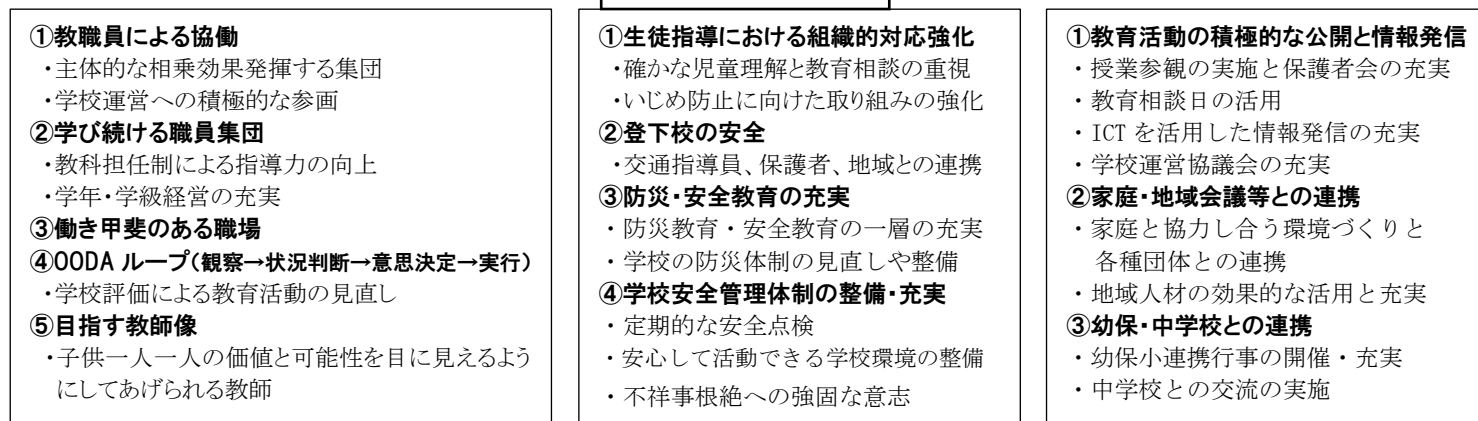 ①教職員による協働
・主体的な相乗効果発揮する集団
・学校運営への積極的な参画
②学び続ける職員集団
・教科担任制による指導力の向上
・学年・学級経営の充実
③働き甲斐のある職場
④OODA ループ（観察→状況判断→意思決定→実行）
・学校評価による教育活動の見直し
⑤目指す教師像
・子供一人一人の価値と可能性を目に見えるよう
にしてあげられる教師
①生徒指導における組織的対応強化
・確かな児童理解と教育相談の重視
・いじめ防止に向けた取り組みの強化
②登下校の安全
・交通指導員、保護者、地域との連携
③防災・安全教育の充実
・防災教育・安全教育の一層の充実
・学校の防災体制の見直しや整備
④学校安全管理体制の整備・充実
・定期的な安全点検
・安心して活動できる学校環境の整備
・不祥事根絶への強固な意志
①教育活動の積極的な公開と情報発信
・授業参観の実施と保護者会の充実
・教育相談日の活用
・ICT を活用した情報発信の充実
・学校運営協議会の充実
②家庭・地域会議等との連携
・家庭と協力し合う環境づくりと
各種団体との連携
・地域人材の効果的な活用と充実
③幼保・中学校との連携
・幼保小連携行事の開催・充実
・中学校との交流の実施